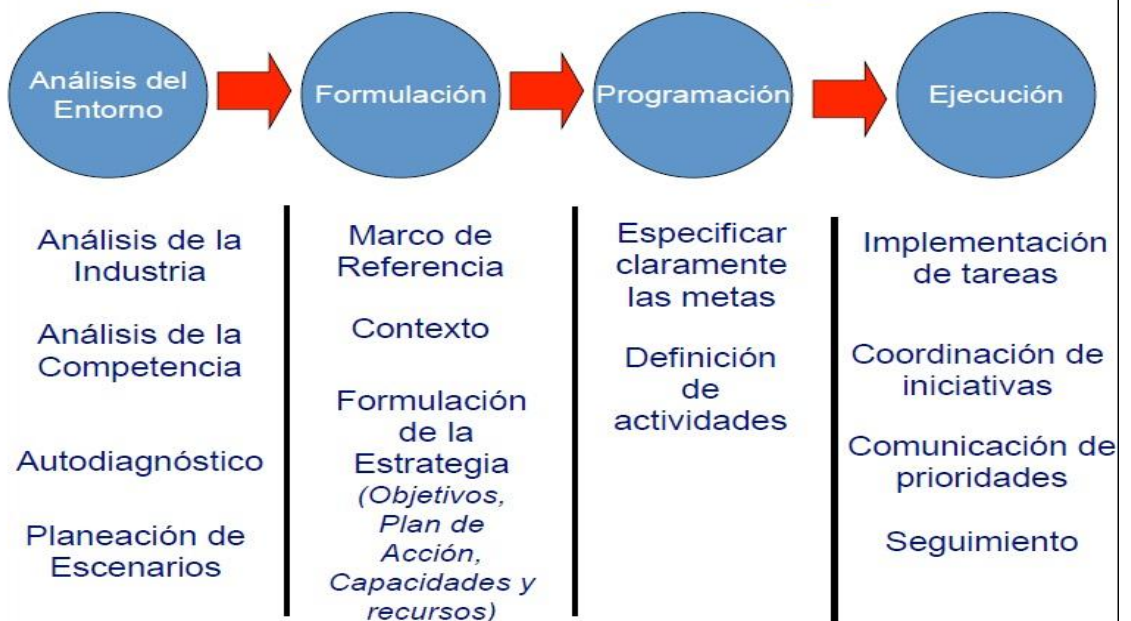 Análisis del
Entorno
Formulación
Programación
Ejecución
Análisis de la
Industria
Análisis de la
Competencia
Autodiagnóstico
Planeación de
Escenarios
Marco de
Referencia
Contexto
Formulación
de la
Estrategia
(Objetivos,
Plan de
Acción,
Capacidades y
recursos)
Especificar
claramente
las metas
Definición
de
actividades
Implementación
de tareas
Coordinación de
iniciativas
Comunicación de
prioridades
Seguimiento